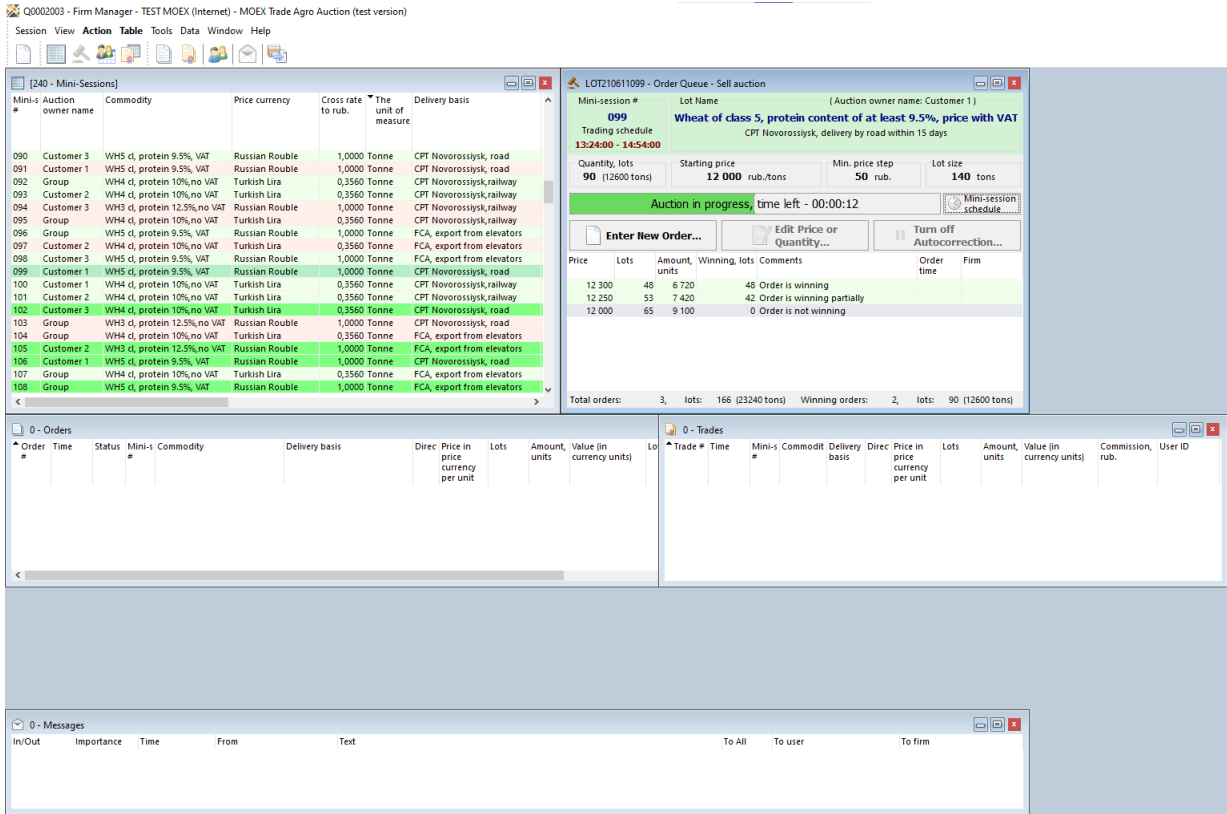 Q0002003 - Firm Manager - TEST MOEX (Internet) - MOEX Trade Agro Auction (test version)
Session View Action Table Tools Data Window Help
[240 - Mini-Sessions]
Mini-s # Auction owner name Commodity Price currency Cross rate to rub. The unit of measure Delivery basis
090 Customer 3 WH5 cl, protein 9.5%, VAT Russian Rouble 1,0000 Tonne CPT Novorossiysk, road
091 Customer 1 WH5 cl, protein 9.5%, VAT Russian Rouble 1,0000 Tonne CPT Novorossiysk, road
092 Group WH4 cl, protein 10%,no VAT Turkish Lira 0,3560 Tonne CPT Novorossiysk,railway
093 Customer 2 WH4 cl, protein 10%,no VAT Turkish Lira 0,3560 Tonne CPT Novorossiysk,railway
094 Customer 3 WH3 cl, protein 12.5%,no VAT Russian Rouble 1,0000 Tonne CPT Novorossiysk,railway
095 Group WH4 cl, protein 10%,no VAT Turkish Lira 0,3560 Tonne CPT Novorossiysk, road
096 Group WH5 cl, protein 9.5%, VAT Russian Rouble 1,0000 Tonne FCA, export from elevators
097 Customer 2 WH4 cl, protein 10%,no VAT Turkish Lira 0,3560 Tonne FCA, export from elevators
098 Customer 3 WH5 cl, protein 9.5%, VAT Russian Rouble 1,0000 Tonne FCA, export from elevators
099 Customer 1 WH5 cl, protein 9.5%, VAT Russian Rouble 1,0000 Tonne CPT Novorossiysk, road
100 Customer 1 WH4 cl, protein 10%,no VAT Turkish Lira 0,3560 Tonne CPT Novorossiysk,railway
101 Customer 2 WH4 cl, protein 10%,no VAT Turkish Lira 0,3560 Tonne CPT Novorossiysk,railway
102 Customer 3 WH4 cl, protein 10%,no VAT Turkish Lira 0,3560 Tonne CPT Novorossiysk, road
103 Group WH3 cl, protein 12.5%,no VAT Russian Rouble 1,0000 Tonne CPT Novorossiysk, road
104 Group WH4 cl, protein 10%,no VAT Turkish Lira 0,3560 Tonne FCA, export from elevators
105 Customer 2 WH3 cl, protein 12.5%,no VAT Russian Rouble 1,0000 Tonne FCA, export from elevators
106 Customer 1 WH5 cl, protein 9.5%, VAT Russian Rouble 1,0000 Tonne CPT Novorossiysk, road
107 Group WH4 cl, protein 10%,no VAT Turkish Lira 0,3560 Tonne FCA, export from elevators
108 Group WH5 cl, protein 9.5%, VAT Russian Rouble 1,0000 Tonne FCA, export from elevators
LOT210611099 - Order Queue - Sell auction
Mini-session # Lot Name (Auction owner name: Customer 1)
099 Wheat of class 5, protein content of at least 9.5%, price with VAT
Trading schedule CPT Novorossiysk, delivery by road within 15 days
13:24:00 - 14:54:00
Quantity, lots Starting price Min. price step Lot size
90 (12600 tons) 12 000 rub./tons 50 rub. 140 tons
Auction in progress, time left - 00:00:12 Mini-session schedule
Enter New Order... Edit Price or Quantity... Turn off Autocorrection...
Price Lots Amount, units Winning, lots Comments Order time Firm
12 300 48 6 720 48 Order is winning
12 250 53 7 420 42 Order is winning partially
12 000 65 9 100 0 Order is not winning
Total orders: 3, lots: 166 (23240 tons) Winning orders: 2, lots: 90 (12600 tons)
0 - Orders
Order # Time Status Mini-s # Commodity Delivery basis Direc Price in price currency per unit Lots Amount, units Value (in currency units) Lo
0 - Trades
Trade # Time Mini-s # Commodit Delivery basis Direc Price in price currency per unit Lots Amount, units Value (in currency units) Commission, rub. User ID
0 - Messages
In/Out Importance Time From Text To All To user To firm